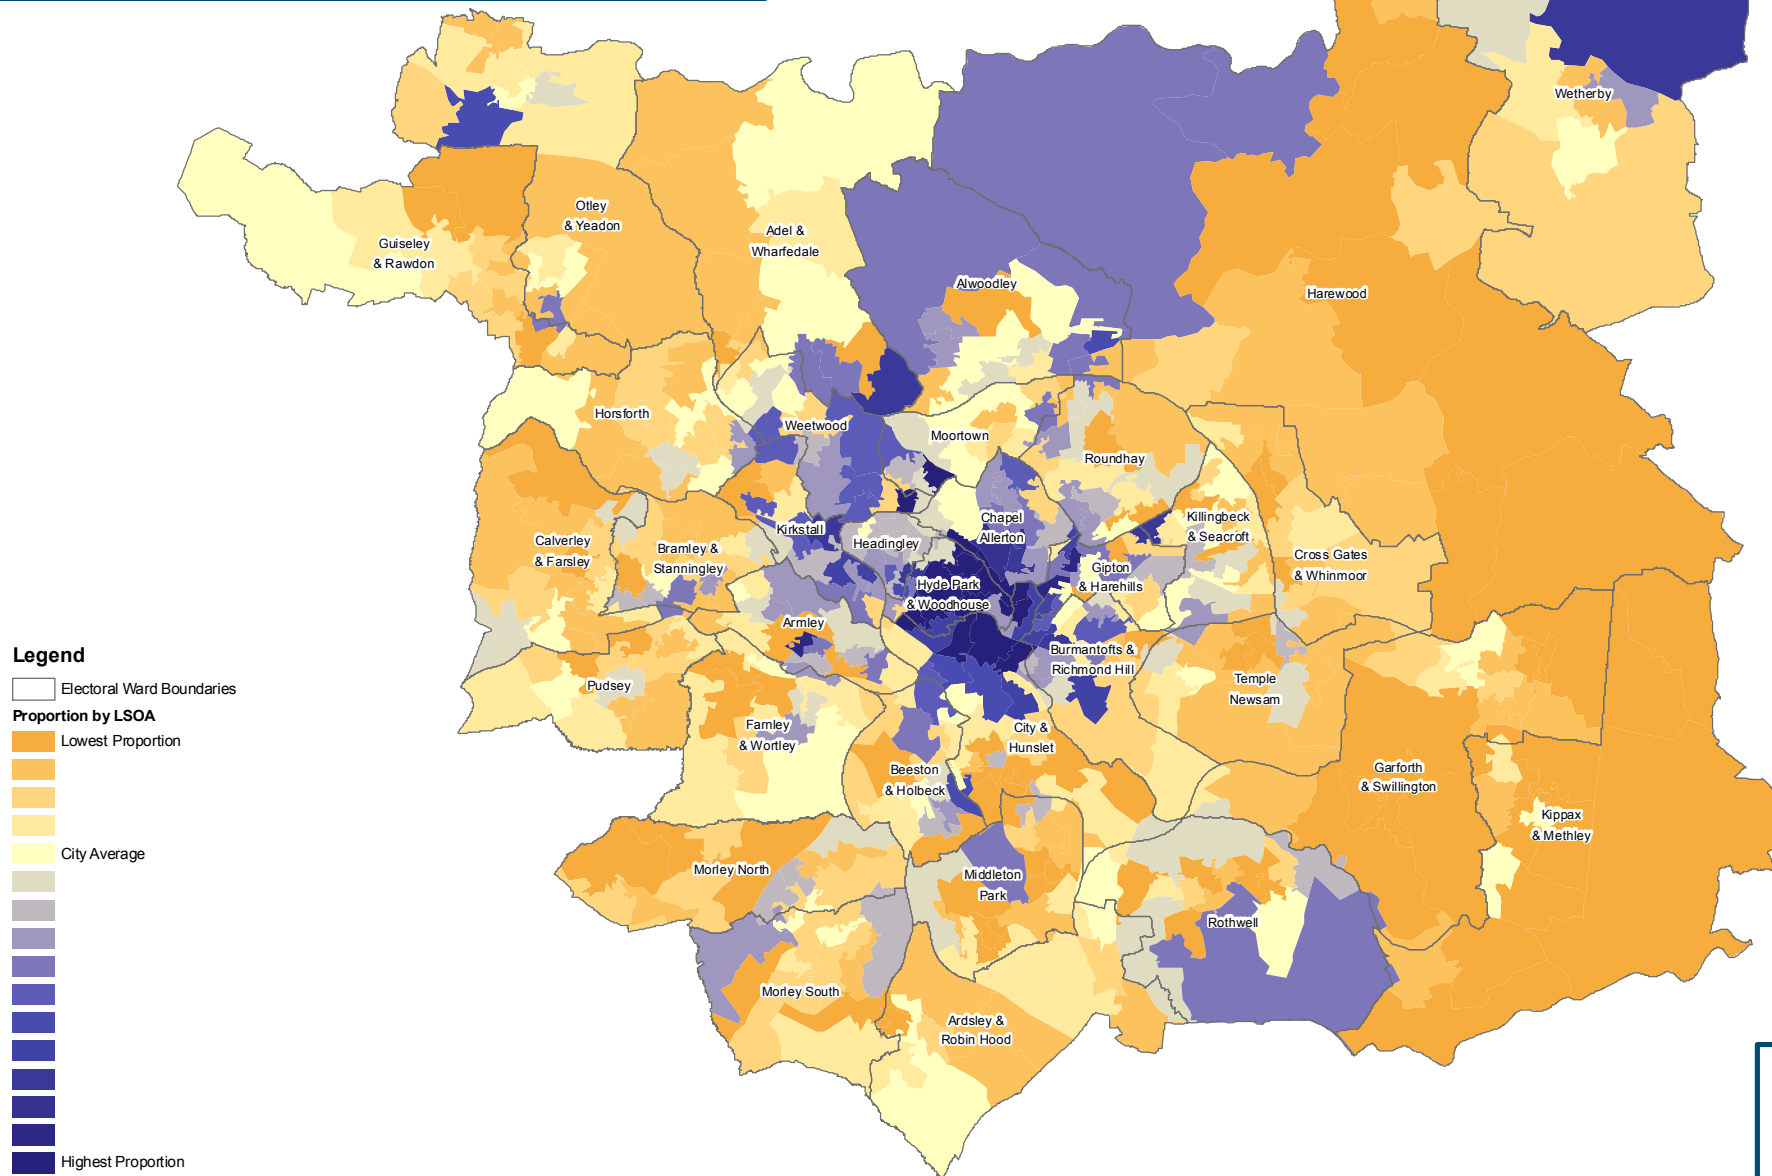 Wetherby
Otley
& Yeadon
Guiseley
& Rawdon
Adel &
Wharfedale
Alwoodley
Harewood
Horsforth
Weetwood
Moortown
Roundhay
Calverley
& Farsley
Bramley &
Stanningley
Kirkstall
Headingley
Chapel
Allerton
Killingbeck
& Seacroft
Cross Gates
& Whinmoor
Gipton
& Harehills
Hyde Park
& Woodhouse
Armley
Burmantofts &
Richmond Hill
Pudsey
Temple
Newsam
Farnley
& Wortley
City &
Hunslet
Beeston
& Holbeck
Garforth
& Swillington
Kippax
& Methley
Morley North
Middleton
Park
Rothwell
Morley South
Ardsley &
Robin Hood
Legend
Electoral Ward Boundaries
Proportion by LSOA
Lowest Proportion
City Average
Highest Proportion